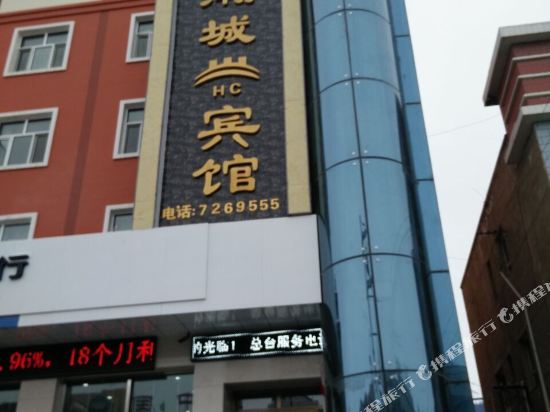 城
HC
宾馆
电话:7269555
行
.96%, 18个月利
的光临! 总台服务电话
携程旅行